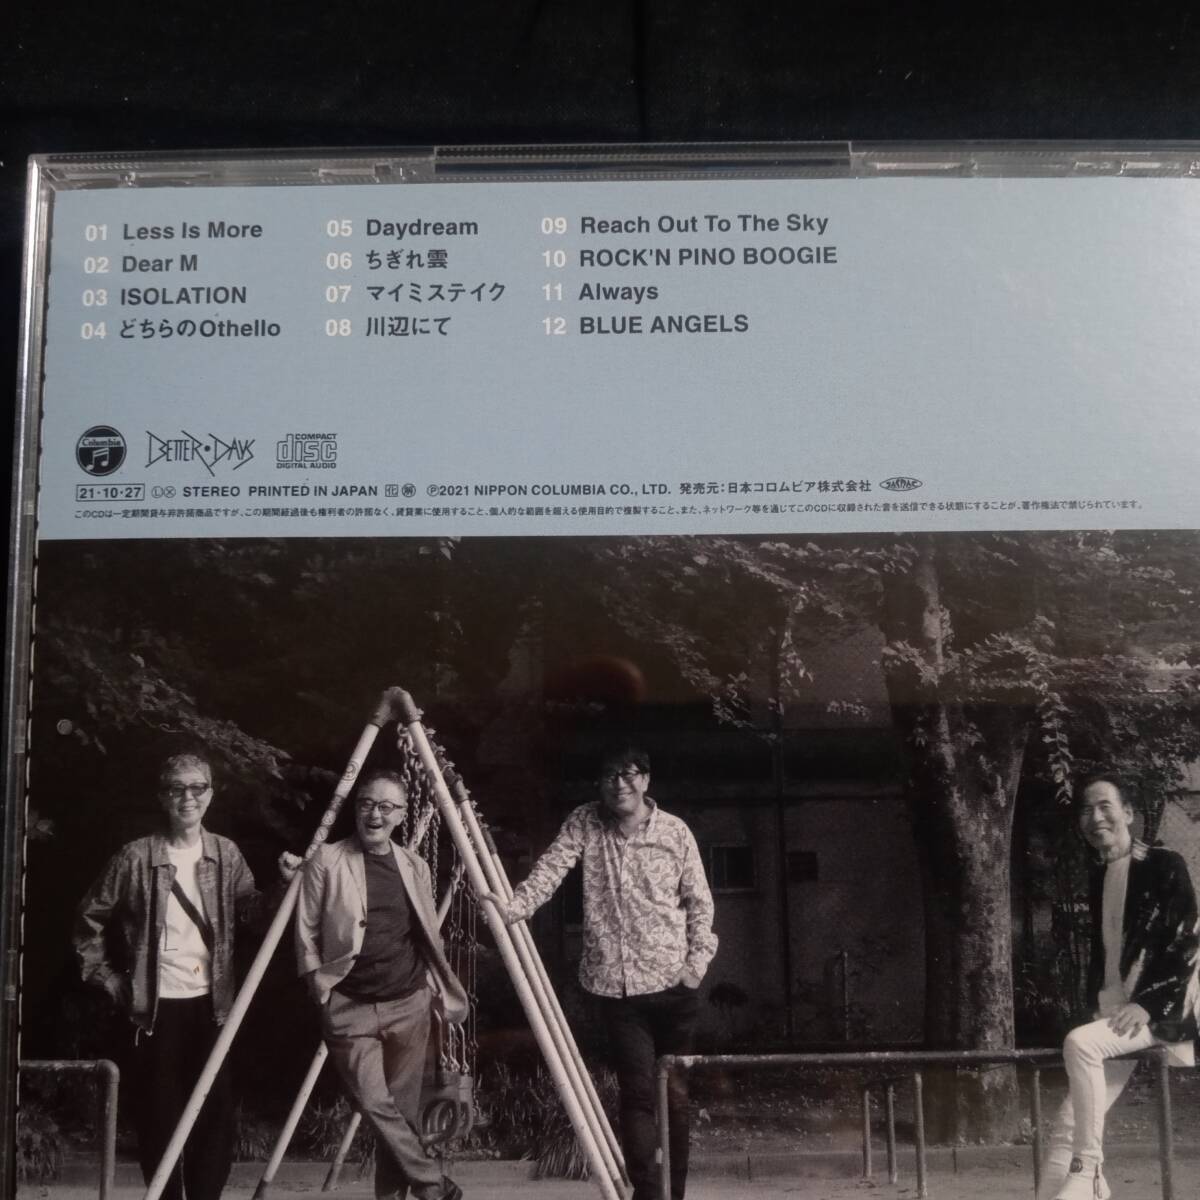 01 Less Is More
02 Dear M
03 ISOLATION
04 どちらのOthello
05 Daydream
06 ちぎれ雲
07 マイミステイク
08 川辺にて
09 Reach Out To The Sky
10 ROCK'N PINO BOOGIE
11 Always
12 BLUE ANGELS
Columbia
BETTER・DAYS
COMPACT
disc
DIGITAL AUDIO
21・10・27 Ⓛ STEREO PRINTED IN JAPAN ℗2021 NIPPON COLUMBIA CO., LTD. 発売元:日本コロムビア株式会社 JASRAC
このCDは一定期間貸与非許諾商品ですが、この期間経過後も権利者の許諾なく、賃貸業に使用すること、個人的な範囲を超える使用目的で複製すること、また、ネットワーク等を通じてこのCDに収録された音を送信できる状態にすることが、著作権法で禁じられています。